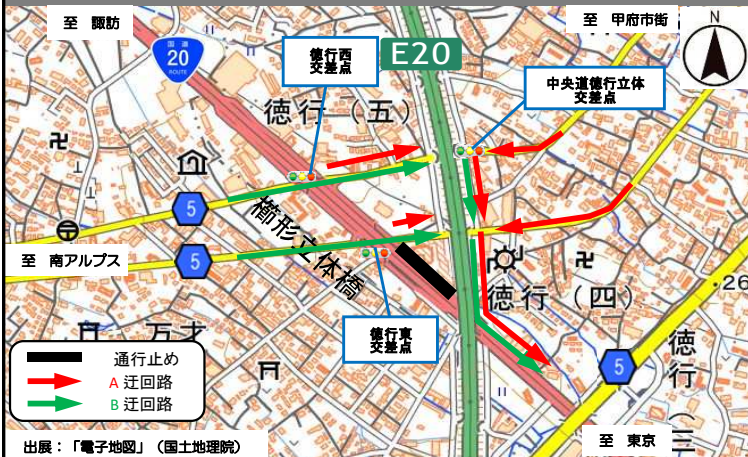 至 諏訪
至 甲府市街
N
国道
20
ROUTE
徳行西
交差点
E20
中央道徳行立体
交差点
徳行(五)
5
櫛形立体橋
至 南アルプス
5
徳行(四)
・26
万才
徳行東
交差点
徳行(三
5
通行止め
A 迂回路
B 迂回路
至 東京
出展:「電子地図」(国土地理院)